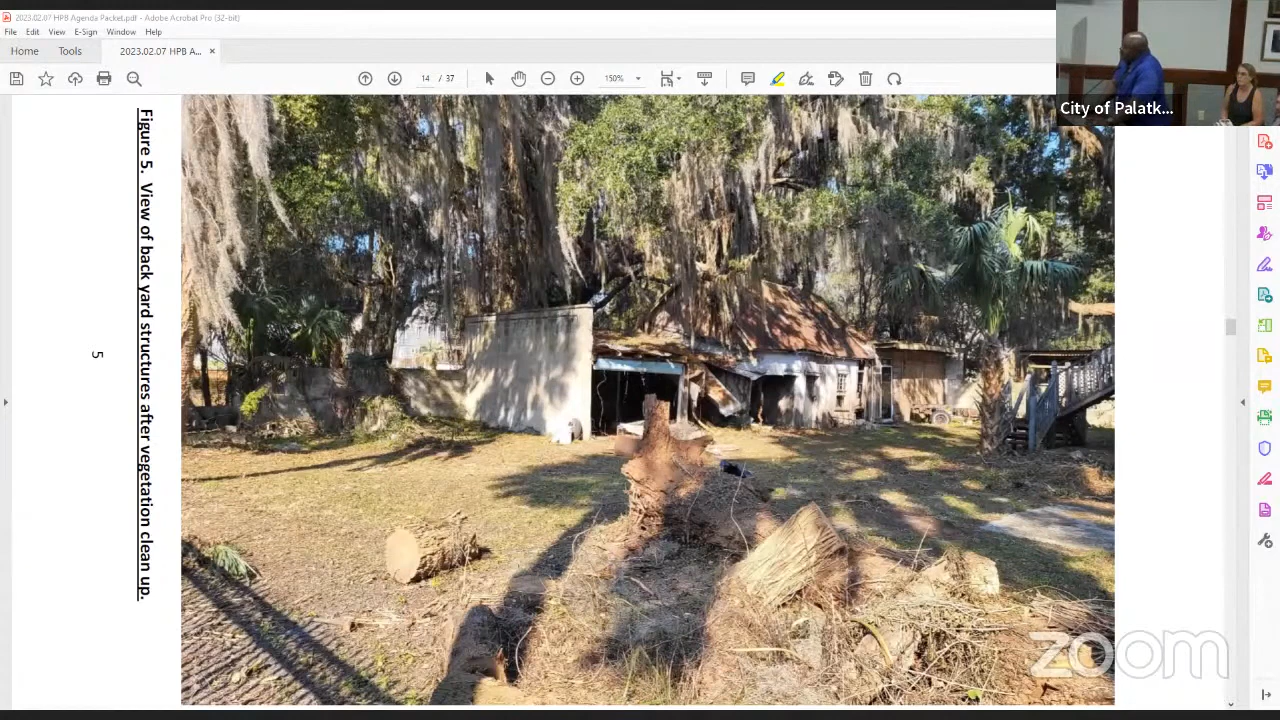 2023.02.07 HPB Agenda Packet.pdf - Adobe Acrobat Pro (32-bit)
File Edit View E-Sign Window Help
Home Tools 2023.02.07 HPB A... ×
14 / 37 150%
City of Palatk...
Figure 5. View of back yard structures after vegetation clean up.
5
zoom